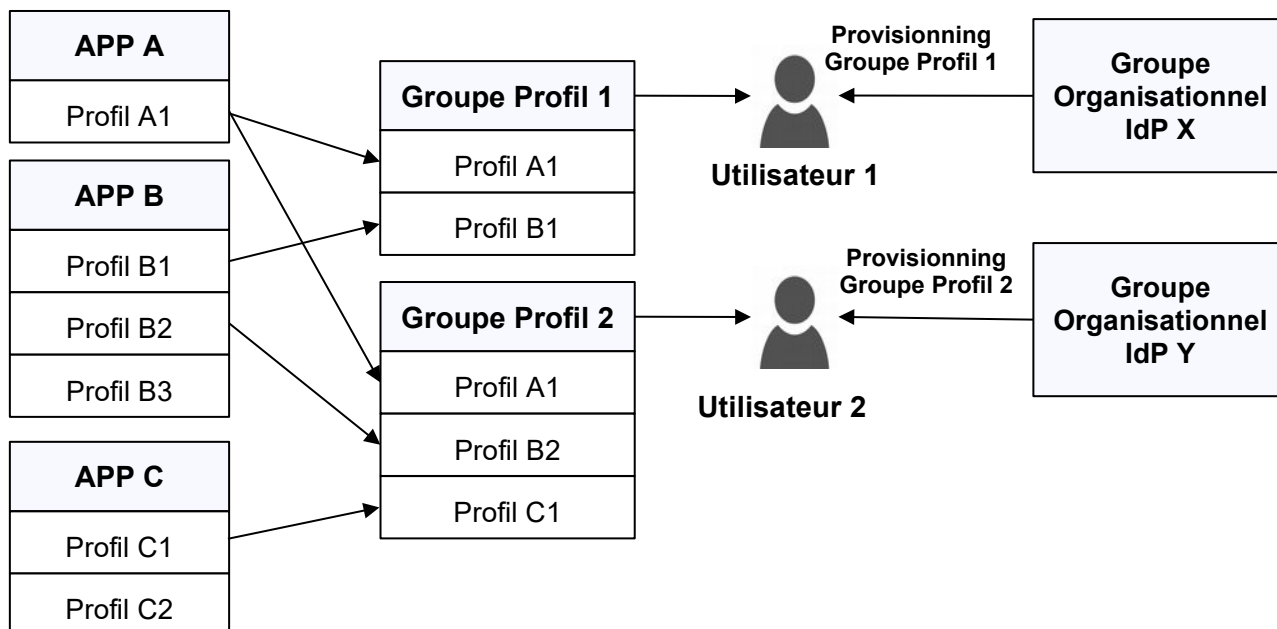 APP A
Profil A1
APP B
Profil B1
Profil B2
Profil B3
APP C
Profil C1
Profil C2
Groupe Profil 1
Profil A1
Profil B1
Groupe Profil 2
Profil A1
Profil B2
Profil C1
Provisionning
Groupe Profil 1
Utilisateur 1
Provisionning
Groupe Profil 2
Utilisateur 2
Groupe
Organisationnel
IdP X
Groupe
Organisationnel
IdP Y